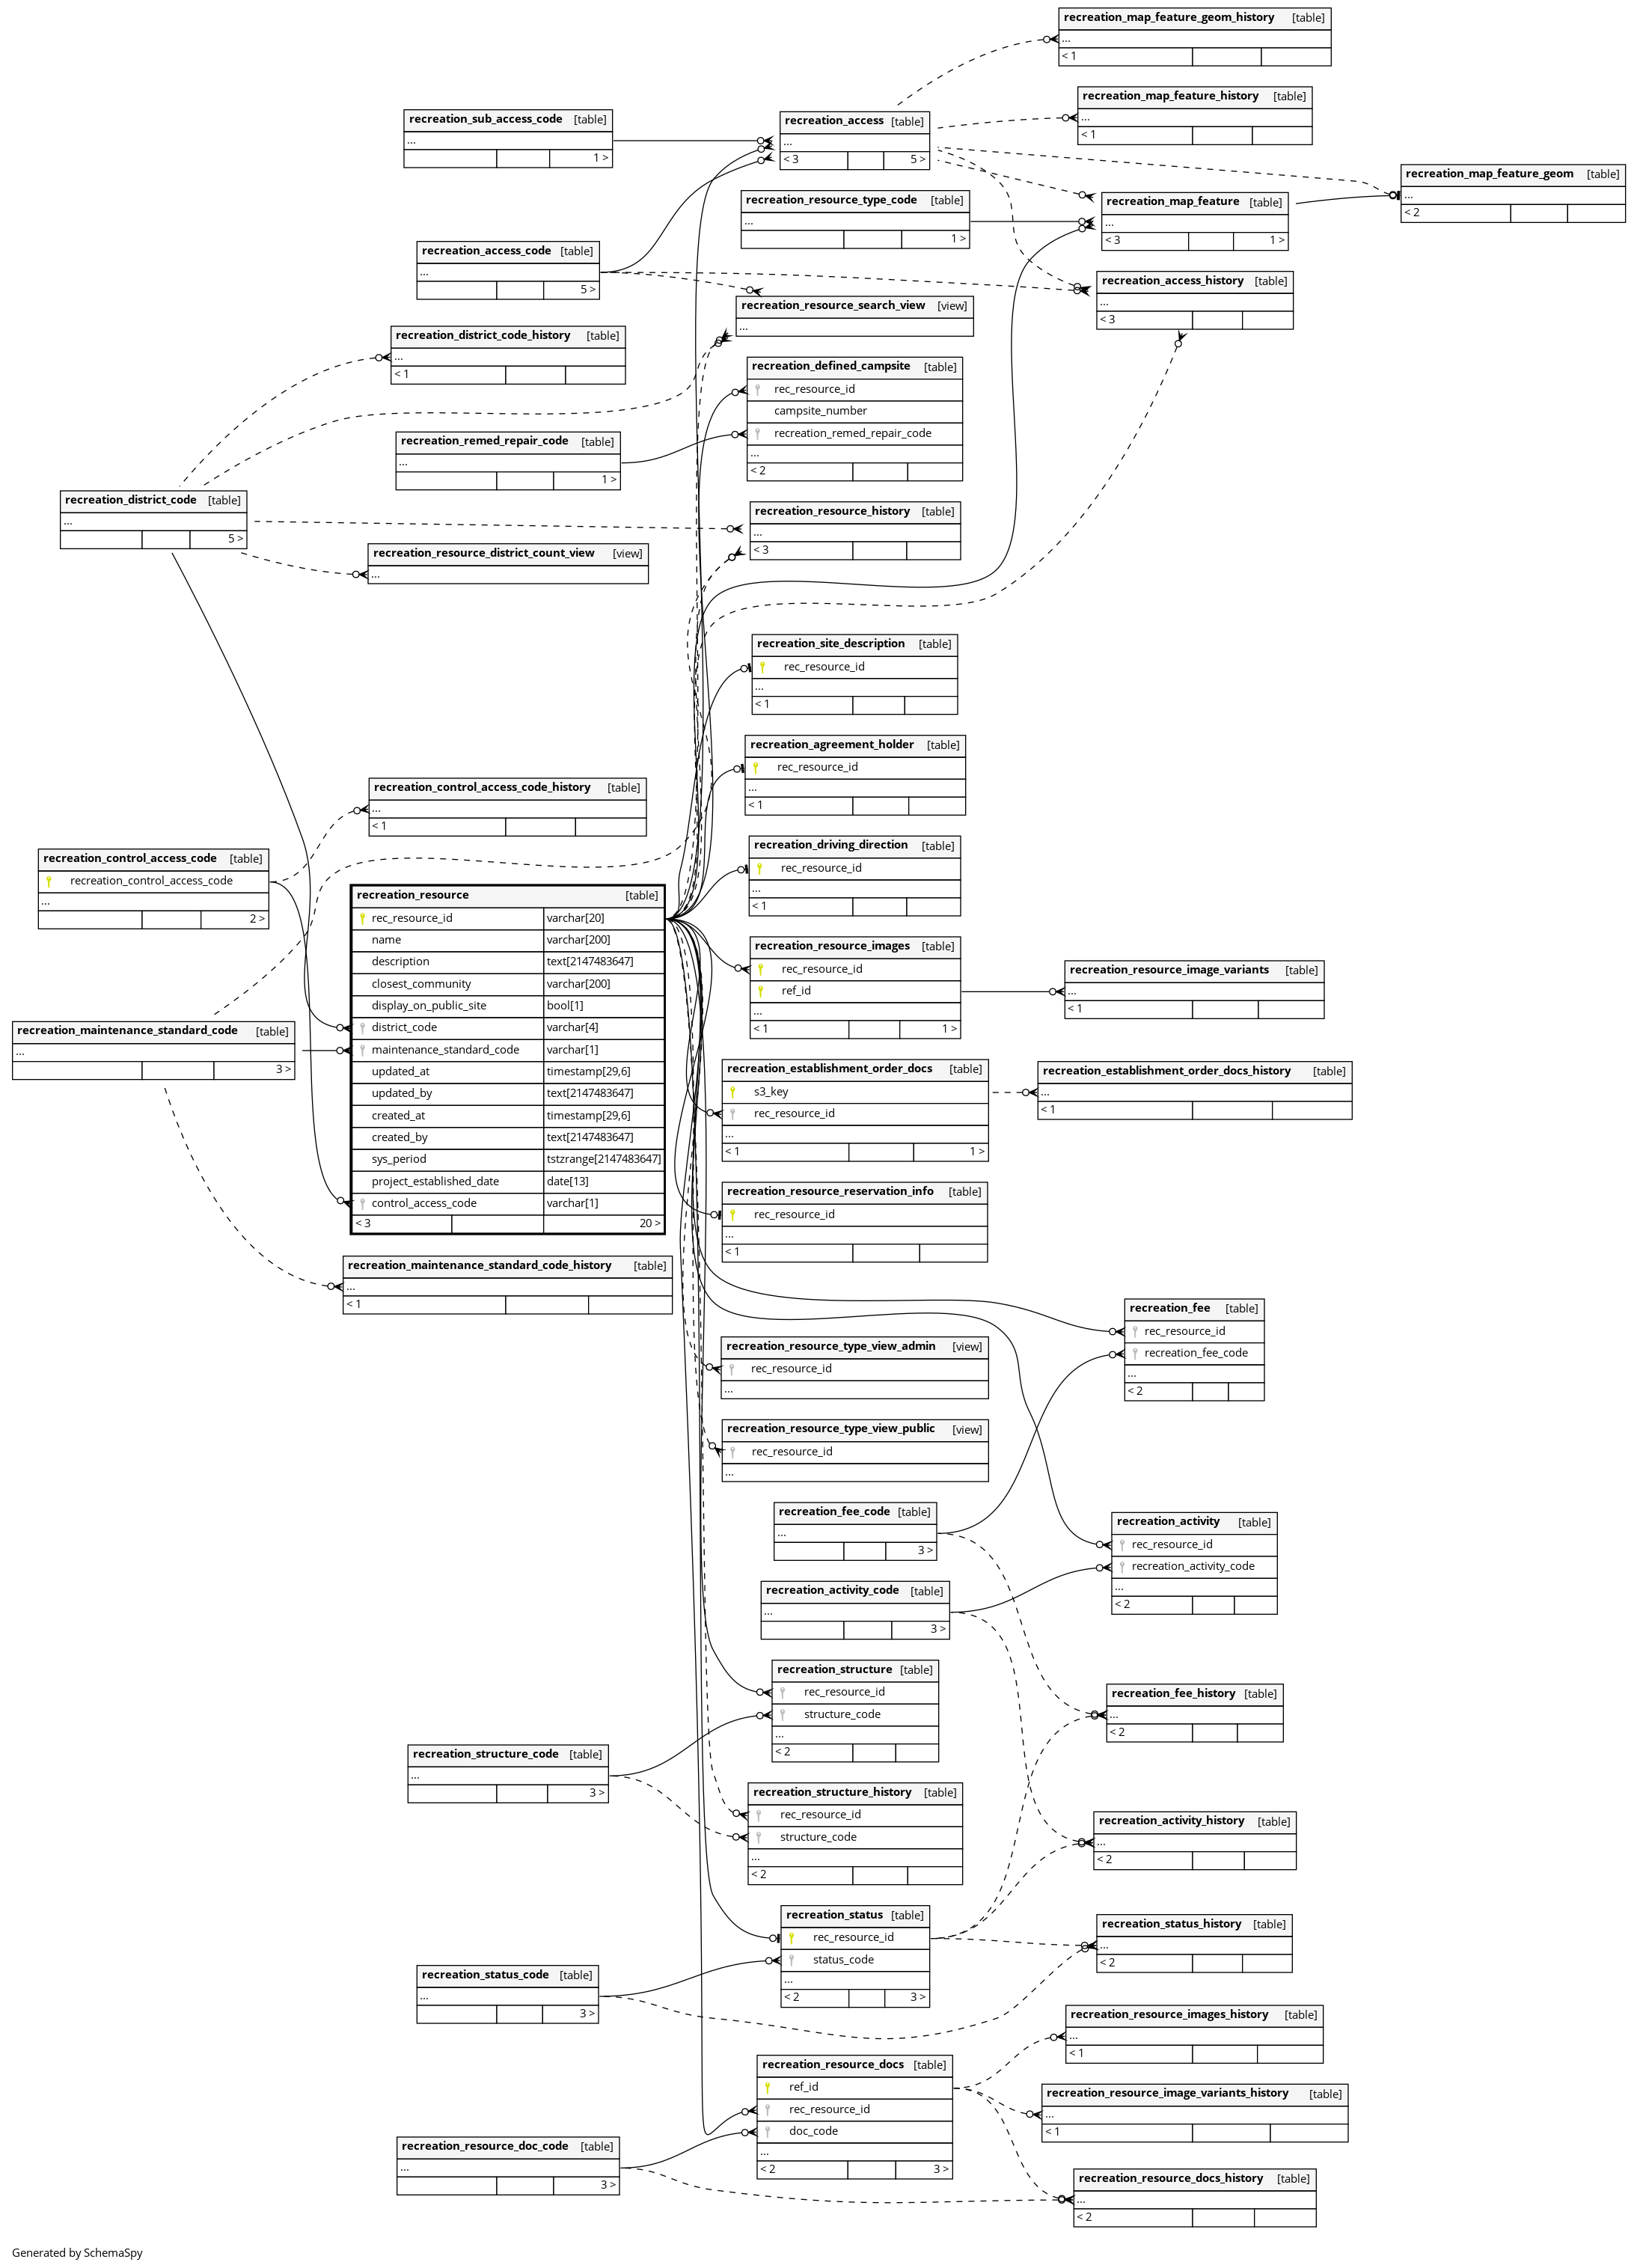 recreation_map_feature_geom_history [table]
...
< 1
recreation_map_feature_history [table]
...
< 1
recreation_sub_access_code [table]
...
1 >
recreation_access [table]
...
< 3 5 >
recreation_map_feature_geom [table]
...
< 2
recreation_resource_type_code [table]
...
1 >
recreation_map_feature [table]
...
< 3 1 >
recreation_access_code [table]
...
5 >
recreation_access_history [table]
...
< 3
recreation_resource_search_view [view]
...
recreation_district_code_history [table]
...
< 1
recreation_defined_campsite [table]
rec_resource_id
campsite_number
recreation_remed_repair_code
...
< 2
recreation_remed_repair_code [table]
...
1 >
recreation_district_code [table]
...
5 >
recreation_resource_history [table]
...
< 3
recreation_resource_district_count_view [view]
...
recreation_site_description [table]
rec_resource_id
...
< 1
recreation_agreement_holder [table]
rec_resource_id
...
< 1
recreation_control_access_code_history [table]
...
< 1
recreation_driving_direction [table]
rec_resource_id
...
< 1
recreation_control_access_code [table]
recreation_control_access_code
...
2 >
recreation_resource [table]
rec_resource_id varchar[20]
name varchar[200]
description text[2147483647]
closest_community varchar[200]
display_on_public_site bool[1]
district_code varchar[4]
maintenance_standard_code varchar[1]
updated_at timestamp[29,6]
updated_by text[2147483647]
created_at timestamp[29,6]
created_by text[2147483647]
sys_period tstzrange[2147483647]
project_established_date date[13]
control_access_code varchar[1]
< 3 20 >
recreation_resource_images [table]
rec_resource_id
ref_id
...
< 1 1 >
recreation_resource_image_variants [table]
...
< 1
recreation_maintenance_standard_code [table]
...
3 >
recreation_establishment_order_docs [table]
s3_key
rec_resource_id
...
< 1 1 >
recreation_establishment_order_docs_history [table]
...
< 1
recreation_resource_reservation_info [table]
rec_resource_id
...
< 1
recreation_maintenance_standard_code_history [table]
...
< 1
recreation_fee [table]
rec_resource_id
recreation_fee_code
...
< 2
recreation_resource_type_view_admin [view]
rec_resource_id
...
recreation_resource_type_view_public [view]
rec_resource_id
...
recreation_fee_code [table]
...
3 >
recreation_activity [table]
rec_resource_id
recreation_activity_code
...
< 2
recreation_activity_code [table]
...
3 >
recreation_structure [table]
rec_resource_id
structure_code
...
< 2
recreation_fee_history [table]
...
< 2
recreation_structure_code [table]
...
3 >
recreation_structure_history [table]
rec_resource_id
structure_code
...
< 2
recreation_activity_history [table]
...
< 2
recreation_status [table]
rec_resource_id
status_code
...
< 2 3 >
recreation_status_history [table]
...
< 2
recreation_status_code [table]
...
3 >
recreation_resource_images_history [table]
...
< 1
recreation_resource_docs [table]
ref_id
rec_resource_id
doc_code
...
< 2 3 >
recreation_resource_image_variants_history [table]
...
< 1
recreation_resource_doc_code [table]
...
3 >
recreation_resource_docs_history [table]
...
< 2
Generated by SchemaSpy